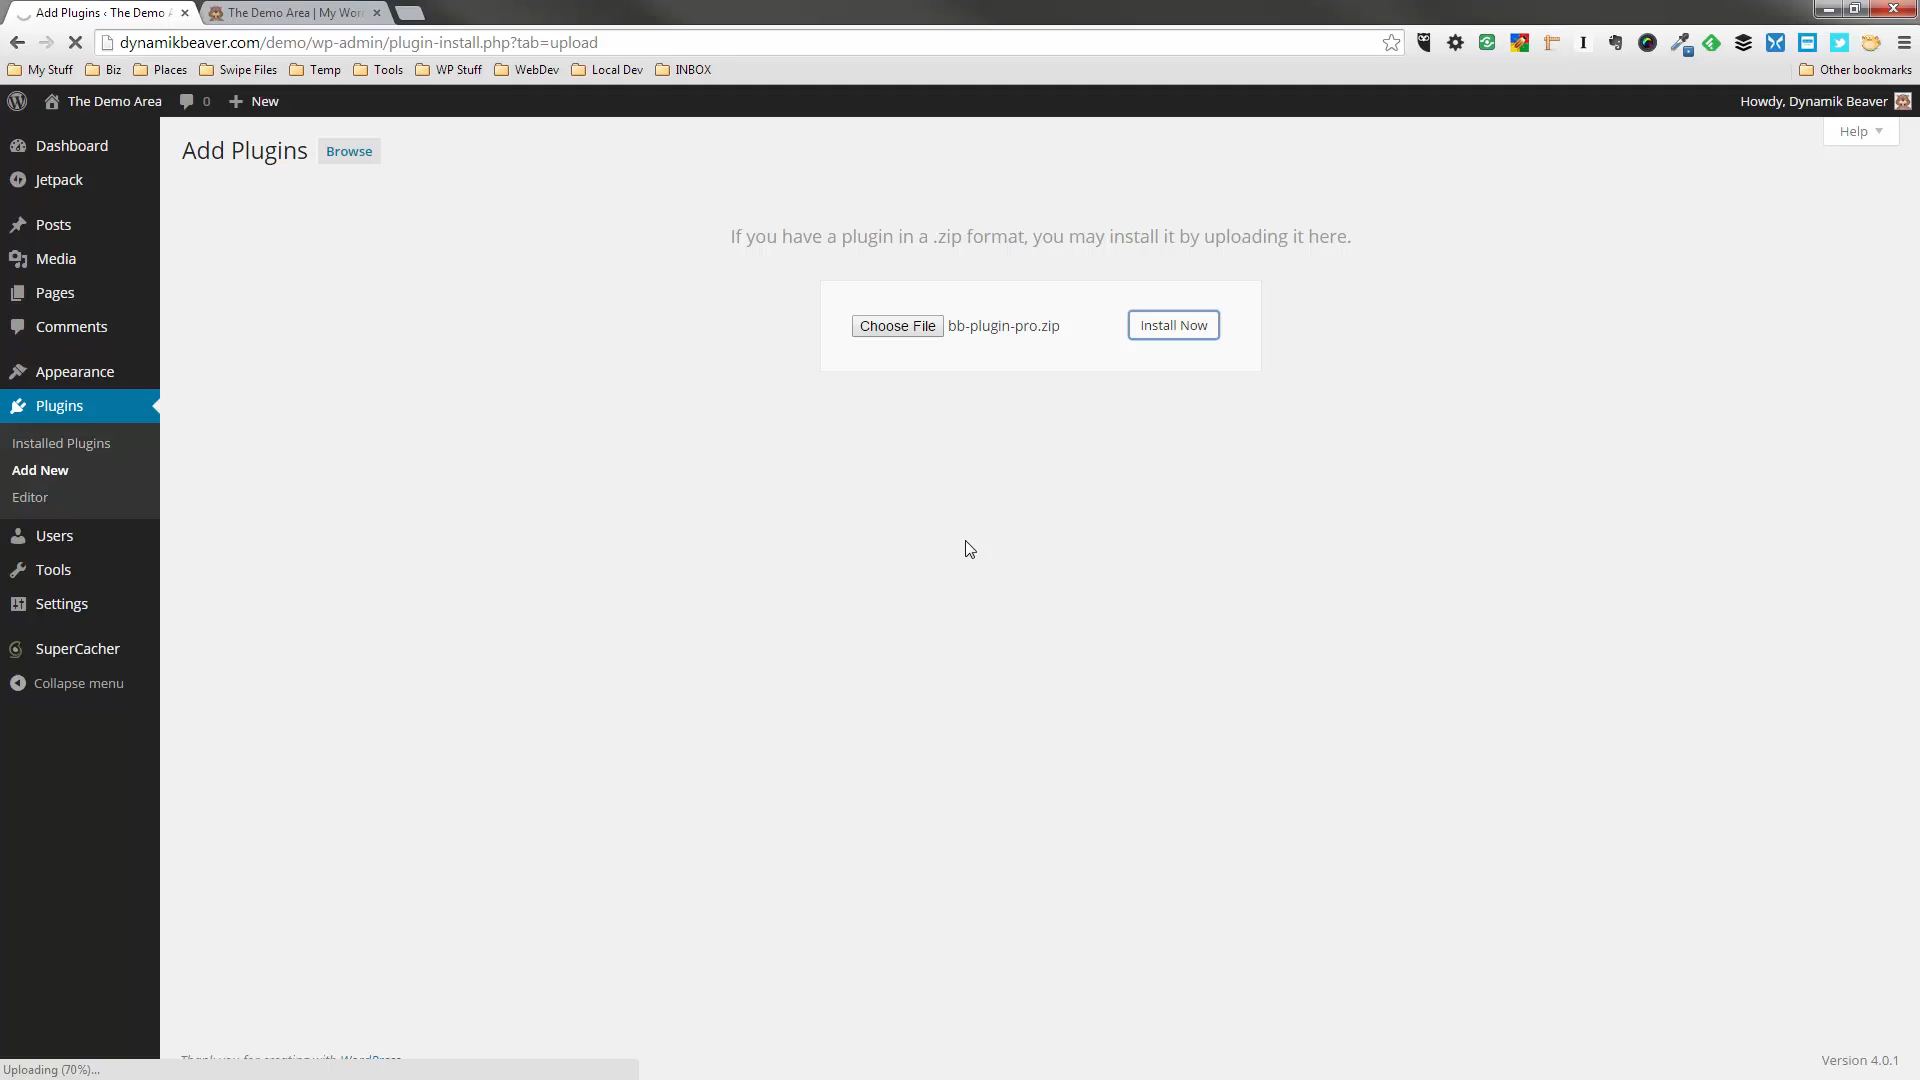 Add Plugins ‹ The Demo A
The Demo Area | My Wor
dynamikbeaver.com/demo/wp-admin/plugin-install.php?tab=upload
My Stuff Biz Places Swipe Files Temp Tools WP Stuff WebDev Local Dev INBOX Other bookmarks
The Demo Area 0 New Howdy, Dynamik Beaver
Help
Dashboard
Jetpack
Posts
Media
Pages
Comments
Appearance
Plugins
Installed Plugins
Add New
Editor
Users
Tools
Settings
SuperCacher
Collapse menu
Add Plugins Browse
If you have a plugin in a .zip format, you may install it by uploading it here.
Choose File bb-plugin-pro.zip Install Now
Thank you for creating with WordPress.
Version 4.0.1
Uploading (70%)...